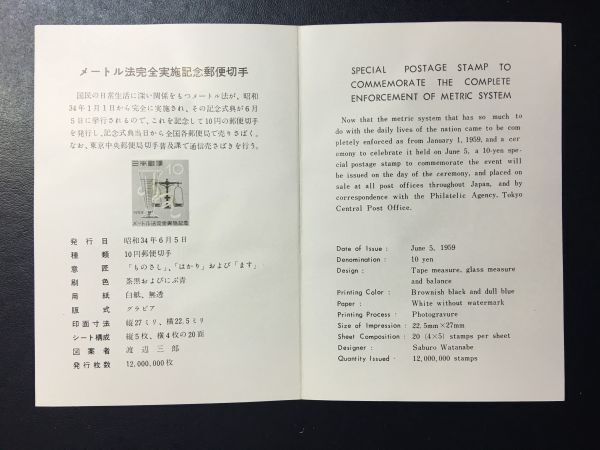 メートル法完全実施記念郵便切手
国民の日常生活に深い関係をもつメートル法が、昭和
34年1月1日から完全に実施され、その記念式典が6月
5日に挙行されるので、これを記念して10円の郵便切手
を発行し、記念式典当日から全国各郵便局で売りさばく。
なお、東京中央郵便局切手普及課で通信売さばきを行う。
日本郵便
10
1959
メートル法完全実施記念
発行日 昭和34年6月5日
種類 10円郵便切手
意匠 「ものさし」、「はかり」および「ます」
刷色 茶黒およびにぶ青
用紙 白紙、無透
版式 グラビア
印面寸法 縦27ミリ、横22.5ミリ
シート構成 縦5枚、横4枚の20面
図案者 渡辺三郎
発行枚数 12,000,000枚
SPECIAL POSTAGE STAMP TO
COMMEMORATE THE COMPLETE
ENFORCEMENT OF METRIC SYSTEM
Now that the metric system that has so much to
do with the daily lives of the nation came to be com-
pletely enforced as from January 1, 1959, and a cer
emony to celebrate it held on June 5, a 10-yen spe-
cial postage stamp to commemorate the event will
be issued on the day of the ceremony, and placed on
sale at all post offices throughout Japan, and by
correspondence with the Philatelic Agency, Tokyo
Central Post Office.
Date of Issue : June 5, 1959
Denomination : 10 yen
Design : Tape measure, glass measure
and balance
Printing Color : Brownish black and dull blue
Paper : White without watermark
Printing Process : Photogravure
Size of Impression : 22.5mm×27mm
Sheet Composition : 20 (4×5) stamps per sheet
Designer : Saburo Watanabe
Quantity Issued : 12,000,000 stamps